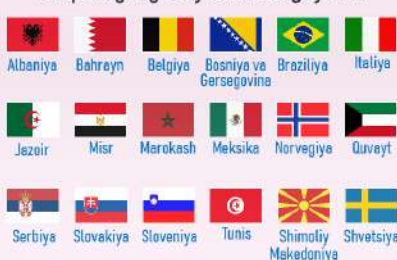 Albaniya Bahrayn Belgiya Bosniya va Braziliya Italiya
Gersegovina
Jazoir Misr Marokash Meksika Norvegiya Quvayt
Serbiya Slovakiya Sloveniya Tunis Shimoliy Shvetsiya
Makedoniya